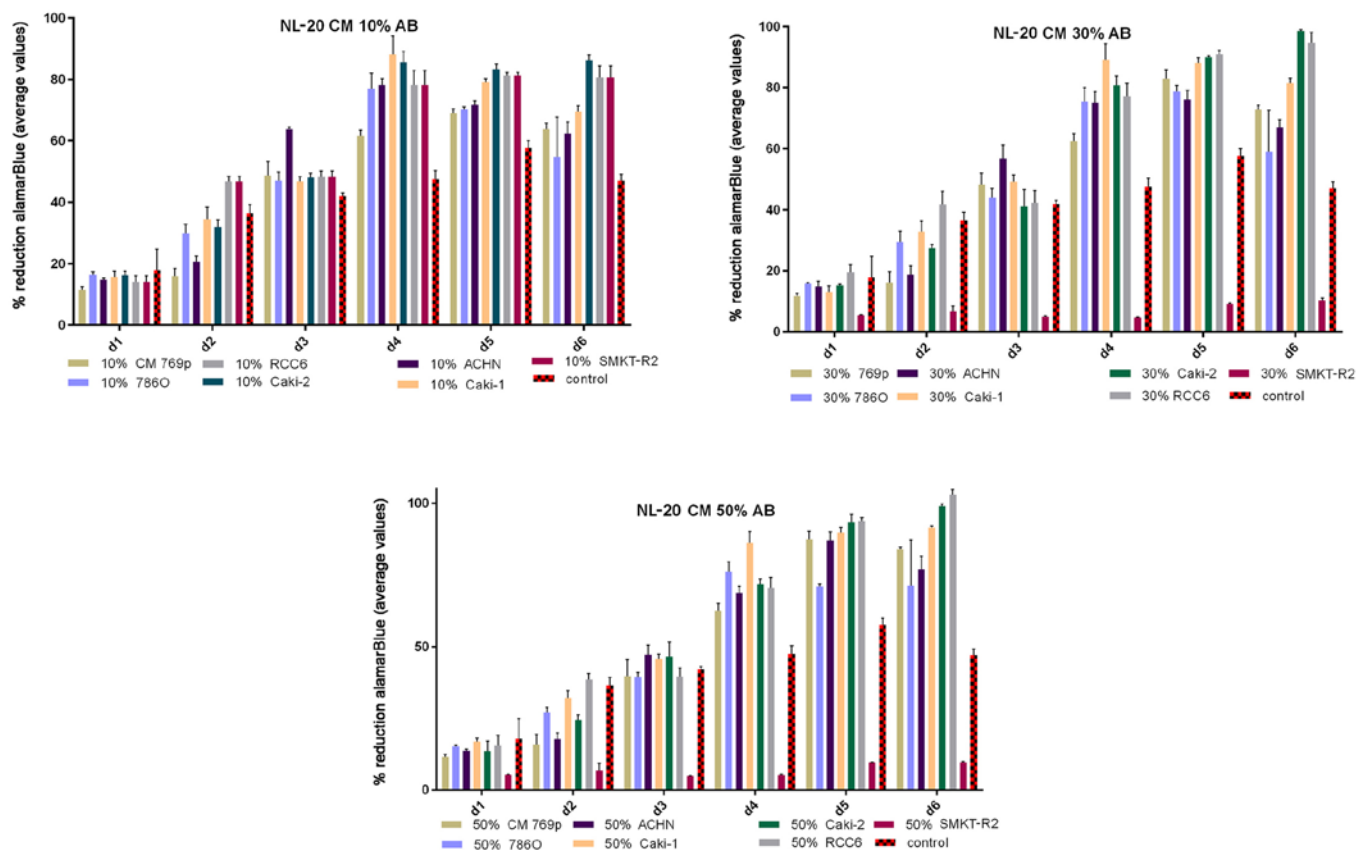 NL-20 CM 10% AB
% reduction alamarBlue (average values)
100
80
60
40
20
0
d1 d2 d3 d4 d5 d6
10% CM 769p 10% RCC6 10% ACHN 10% SMKT-R2
10% 786O 10% Caki-2 10% Caki-1 control
NL-20 CM 30% AB
% reduction alamarBlue (average values)
100
80
60
40
20
0
d1 d2 d3 d4 d5 d6
30% 769p 30% ACHN 30% Caki-2 30% SMKT-R2
30% 786O 30% Caki-1 30% RCC6 control
NL-20 CM 50% AB
% reduction alamarBlue (average values)
100
50
0
d1 d2 d3 d4 d5 d6
50% CM 769p 50% ACHN 50% Caki-2 50% SMKT-R2
50% 786O 50% Caki-1 50% RCC6 control